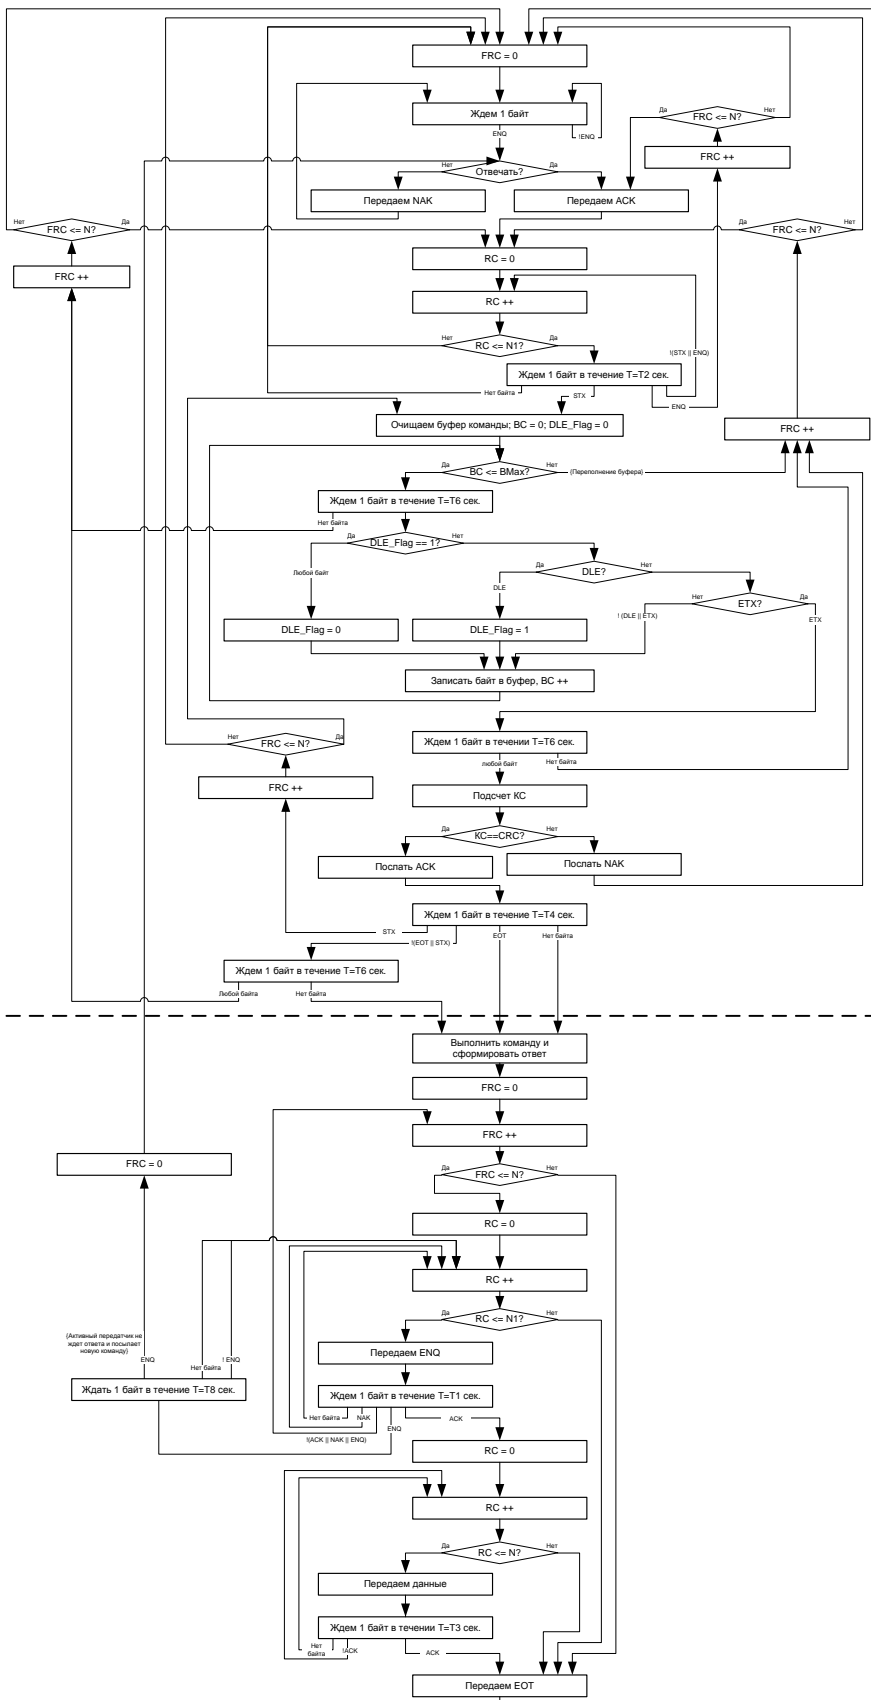 FRC = 0
Ждем 1 байт
ENQ
!ENQ
Да
FRC <= N?
Нет
FRC ++
Нет
Отвечать?
Да
Передаем NAK
Передаем ACK
Нет
FRC <= N?
Да
Да
FRC <= N?
Нет
RC = 0
FRC ++
RC ++
Нет
RC <= N1?
Да
!(STX || ENQ)
Ждем 1 байт в течение T=T2 сек.
Нет байта
STX
ENQ
Очищаем буфер команды; BC = 0; DLE_Flag = 0
FRC ++
Да
BC <= BMax?
Нет
(Переполнение буфера)
Ждем 1 байт в течение T=T6 сек.
Нет байта
Да
DLE_Flag == 1?
Нет
Любой байт
Да
DLE?
Нет
DLE
Нет
ETX?
Да
! (DLE || ETX)
ETX
DLE_Flag = 0
DLE_Flag = 1
Записать байт в буфер, BC ++
Ждем 1 байт в течении T=T6 сек.
Нет
FRC <= N?
Да
любой байт
Нет байта
FRC ++
Подсчет КС
Да
КС==CRC?
Нет
Послать ACK
Послать NAK
Ждем 1 байт в течение T=T4 сек.
STX
!(EOT || STX)
EOT
Нет байта
Ждем 1 байт в течение T=T6 сек.
Любой байта
Нет байта
Выполнить команду и
сформировать ответ
FRC = 0
FRC ++
FRC = 0
Да
FRC <= N?
Нет
RC = 0
RC ++
Да
RC <= N1?
Нет
(Активный передатчик не
ждет ответа и посылает
новую команду)
ENQ
Нет байта
! ENQ
Передаем ENQ
Ждать 1 байт в течение T=T8 сек.
Ждем 1 байт в течение T=T1 сек.
Нет байта
NAK
ENQ
ACK
!(ACK || NAK || ENQ)
RC = 0
RC ++
Да
RC <= N?
Нет
Передаем данные
Ждем 1 байт в течении T=T3 сек.
Нет
байта
!ACK
ACK
Передаем EOT